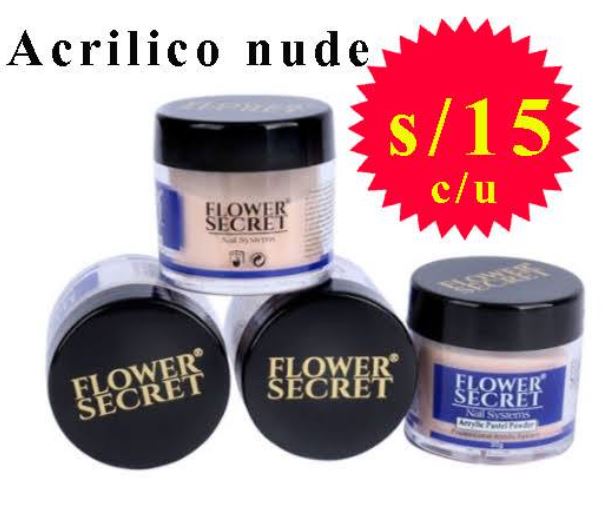 Acrilico nude
s/15
c/u
FLOWER
FLOWER®
SECRET
Nail Systems
FLOWER®
SECRET
FLOWER®
SECRET
FLOWER
SECRET
FLOWER®
SECRET
Nail Systems
Acrylic Pastel Powder